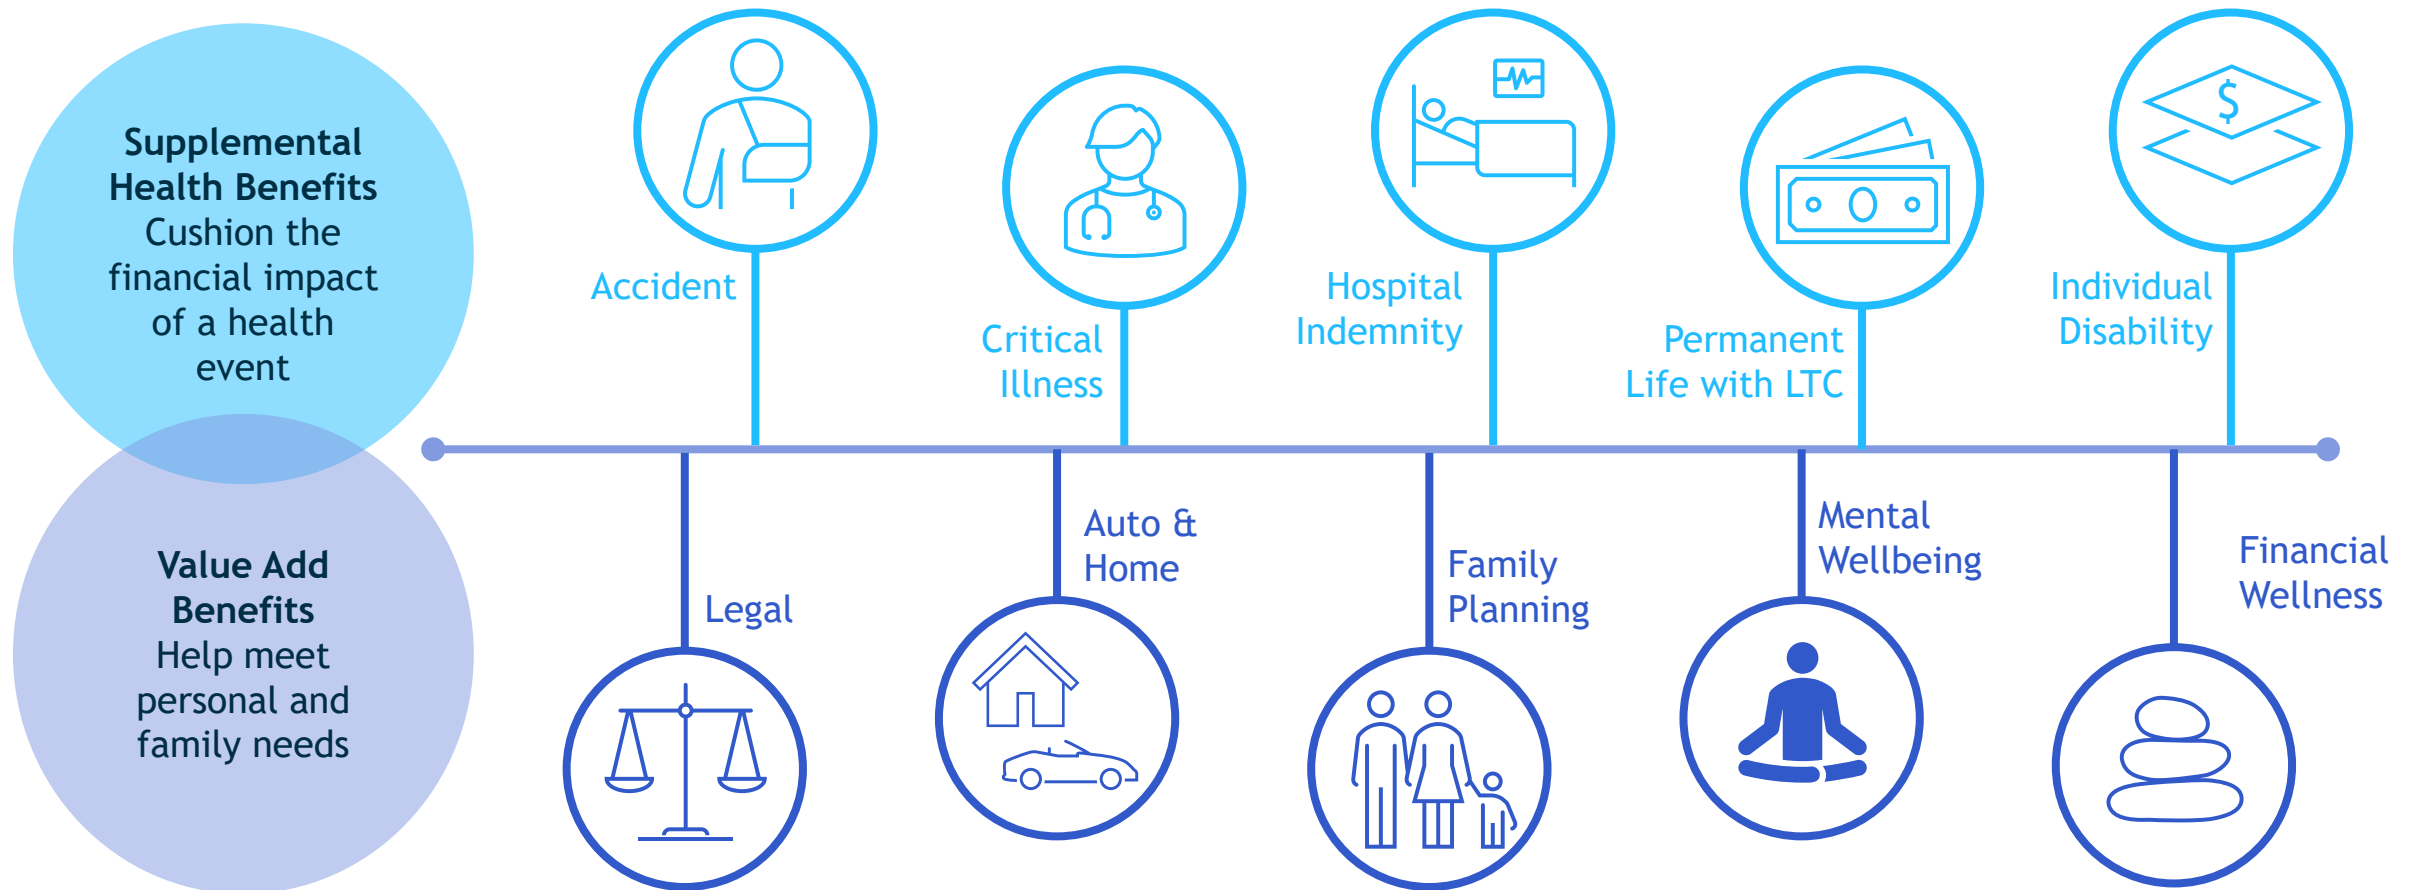 Supplemental
Health Benefits
Cushion the
financial impact
of a health
event
Accident
Critical
Illness
Hospital
Indemnity
Permanent
Life with LTC
$
Individual
Disability
Value Add
Benefits
Help meet
personal and
family needs
Legal
Auto &
Home
Family
Planning
Mental
Wellbeing
Financial
Wellness